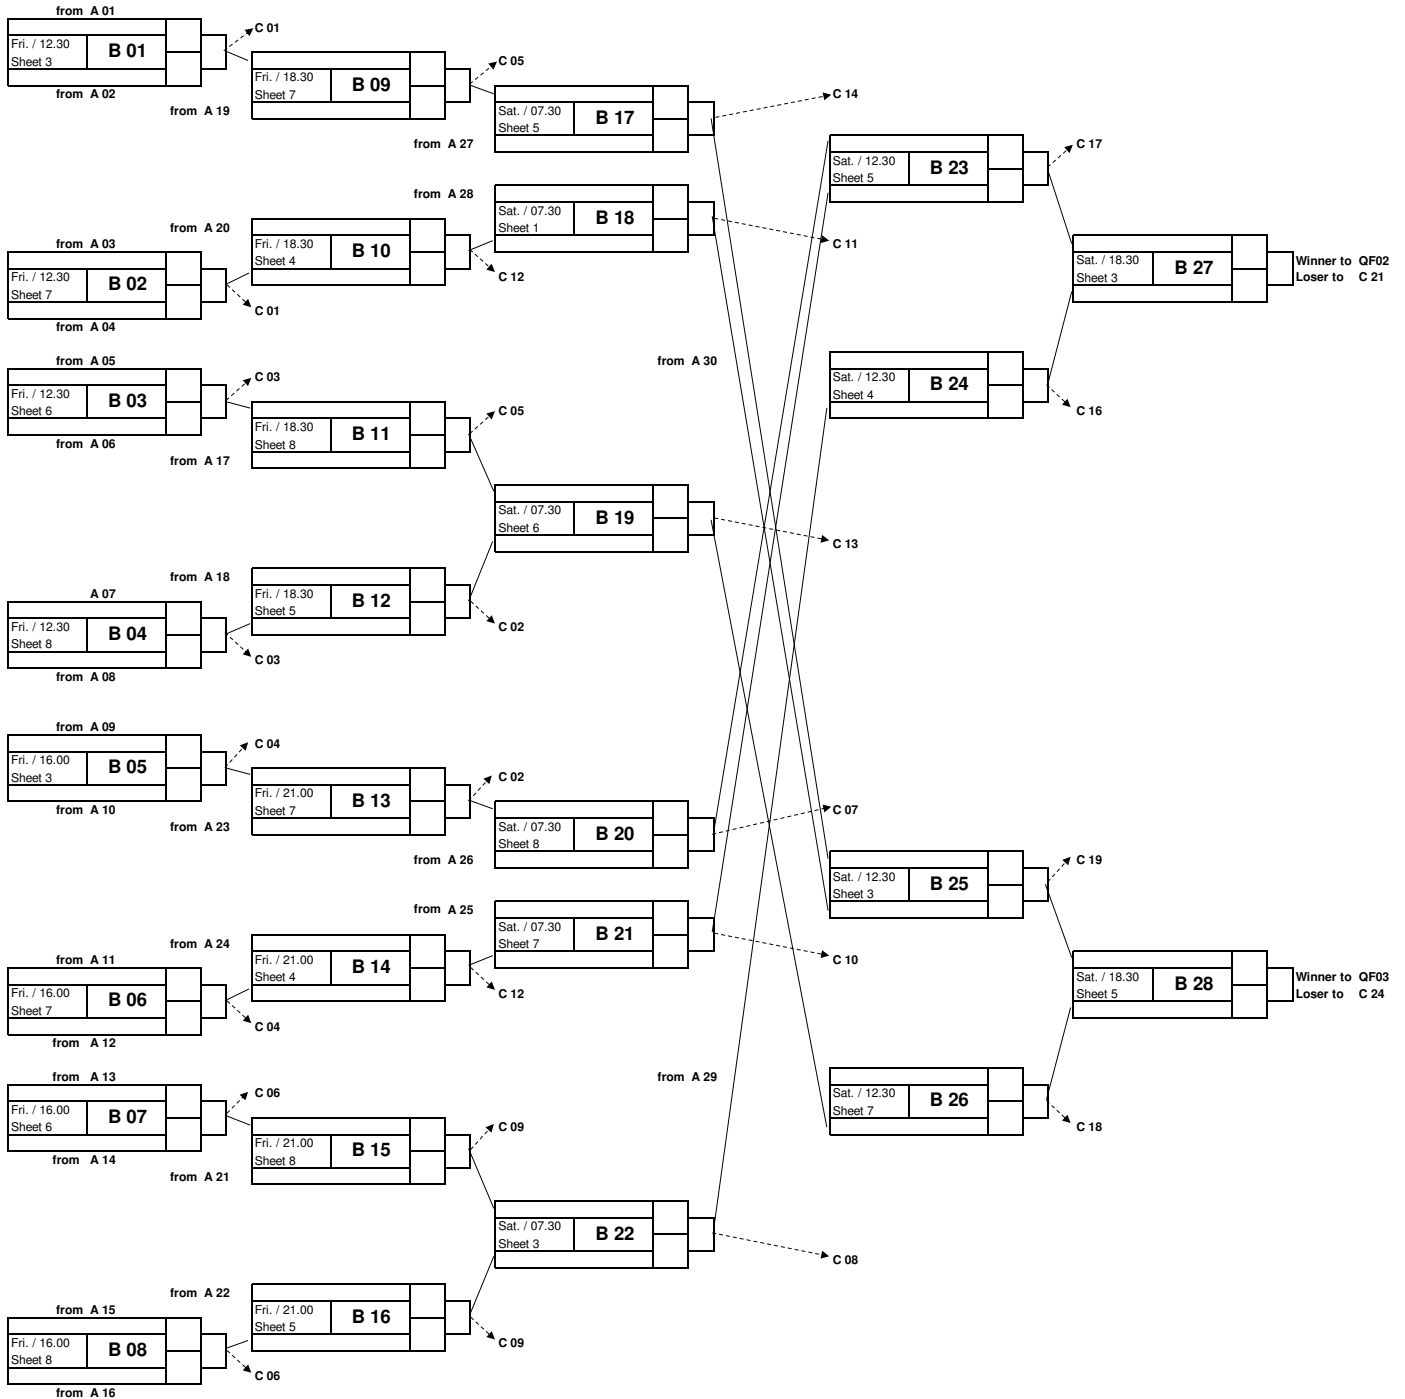 from A 01
Fri. / 12.30
Sheet 3
B 01
from A 02
C 01
from A 19
Fri. / 18.30
Sheet 7
B 09
C 05
from A 27
Sat. / 07.30
Sheet 5
B 17
C 14
from A 28
Sat. / 07.30
Sheet 1
B 18
C 11
from A 20
Fri. / 18.30
Sheet 4
B 10
C 12
from A 03
Fri. / 12.30
Sheet 7
B 02
from A 04
C 01
Sat. / 12.30
Sheet 5
B 23
C 17
Sat. / 18.30
Sheet 3
B 27
Winner to QF02
Loser to C 21
from A 30
Sat. / 12.30
Sheet 4
B 24
C 16
from A 05
Fri. / 12.30
Sheet 6
B 03
from A 06
C 03
from A 17
Fri. / 18.30
Sheet 8
B 11
C 05
Sat. / 07.30
Sheet 6
B 19
C 13
from A 18
Fri. / 18.30
Sheet 5
B 12
C 02
A 07
Fri. / 12.30
Sheet 8
B 04
from A 08
C 03
from A 09
Fri. / 16.00
Sheet 3
B 05
from A 10
C 04
from A 23
Fri. / 21.00
Sheet 7
B 13
C 02
from A 26
Sat. / 07.30
Sheet 8
B 20
C 07
from A 25
Sat. / 07.30
Sheet 7
B 21
C 10
from A 24
Fri. / 21.00
Sheet 4
B 14
C 12
from A 11
Fri. / 16.00
Sheet 7
B 06
from A 12
C 04
Sat. / 12.30
Sheet 3
B 25
C 19
Sat. / 18.30
Sheet 5
B 28
Winner to QF03
Loser to C 24
from A 29
Sat. / 12.30
Sheet 7
B 26
C 18
from A 13
Fri. / 16.00
Sheet 6
B 07
from A 14
C 06
from A 21
Fri. / 21.00
Sheet 8
B 15
C 09
Sat. / 07.30
Sheet 3
B 22
C 08
from A 22
Fri. / 21.00
Sheet 5
B 16
C 09
from A 15
Fri. / 16.00
Sheet 8
B 08
from A 16
C 06